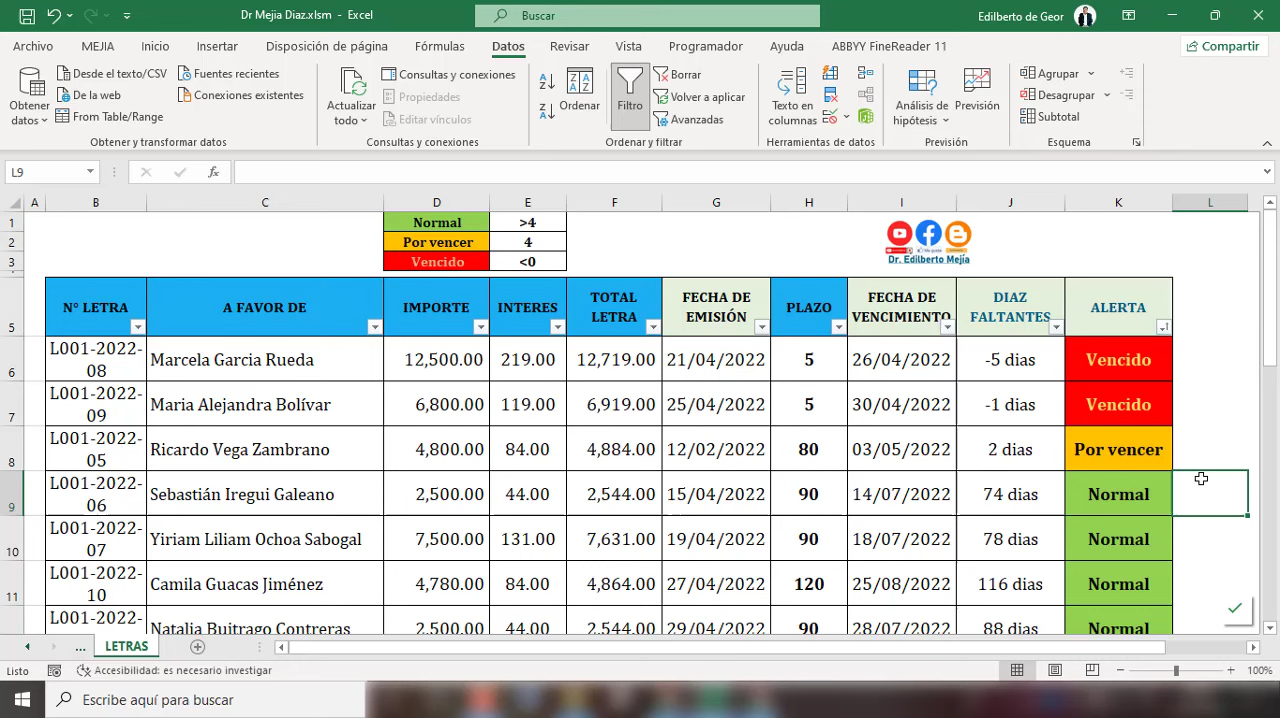 Dr Mejia Diaz.xlsm - Excel
Buscar
Edilberto de Geor
Archivo MEJIA Inicio Insertar Disposición de página Fórmulas Datos Revisar Vista Programador Ayuda ABBYY FineReader 11 Compartir
Obtener datos
Desde el texto/CSV
De la web
From Table/Range
Fuentes recientes
Conexiones existentes
Obtener y transformar datos
Actualizar todo
Consultas y conexiones
Propiedades
Editar vínculos
Consultas y conexiones
Ordenar
Filtro
Borrar
Volver a aplicar
Avanzadas
Ordenar y filtrar
Texto en columnas
Herramientas de datos
Análisis de hipótesis
Previsión
Previsión
Agrupar
Desagrupar
Subtotal
Esquema
L9
fx
A B C D E F G H I J K L
1 Normal >4
2 Por vencer 4
3 Vencido <0
Dr. Edilberto Mejía
5 N° LETRA A FAVOR DE IMPORTE INTERES TOTAL LETRA FECHA DE EMISIÓN PLAZO FECHA DE VENCIMIENTO DIAZ FALTANTES ALERTA
6 L001-2022-08 Marcela Garcia Rueda 12,500.00 219.00 12,719.00 21/04/2022 5 26/04/2022 -5 dias Vencido
7 L001-2022-09 Maria Alejandra Bolívar 6,800.00 119.00 6,919.00 25/04/2022 5 30/04/2022 -1 dias Vencido
8 L001-2022-05 Ricardo Vega Zambrano 4,800.00 84.00 4,884.00 12/02/2022 80 03/05/2022 2 dias Por vencer
9 L001-2022-06 Sebastián Iregui Galeano 2,500.00 44.00 2,544.00 15/04/2022 90 14/07/2022 74 dias Normal
10 L001-2022-07 Yiriam Liliam Ochoa Sabogal 7,500.00 131.00 7,631.00 19/04/2022 90 18/07/2022 78 dias Normal
11 L001-2022-10 Camila Guacas Jiménez 4,780.00 84.00 4,864.00 27/04/2022 120 25/08/2022 116 dias Normal
L001-2022- Natalia Buitrago Contreras 2,500.00 44.00 2,544.00 29/04/2022 90 28/07/2022 88 dias Normal
... LETRAS
Listo
Accesibilidad: es necesario investigar
100%
Escribe aquí para buscar